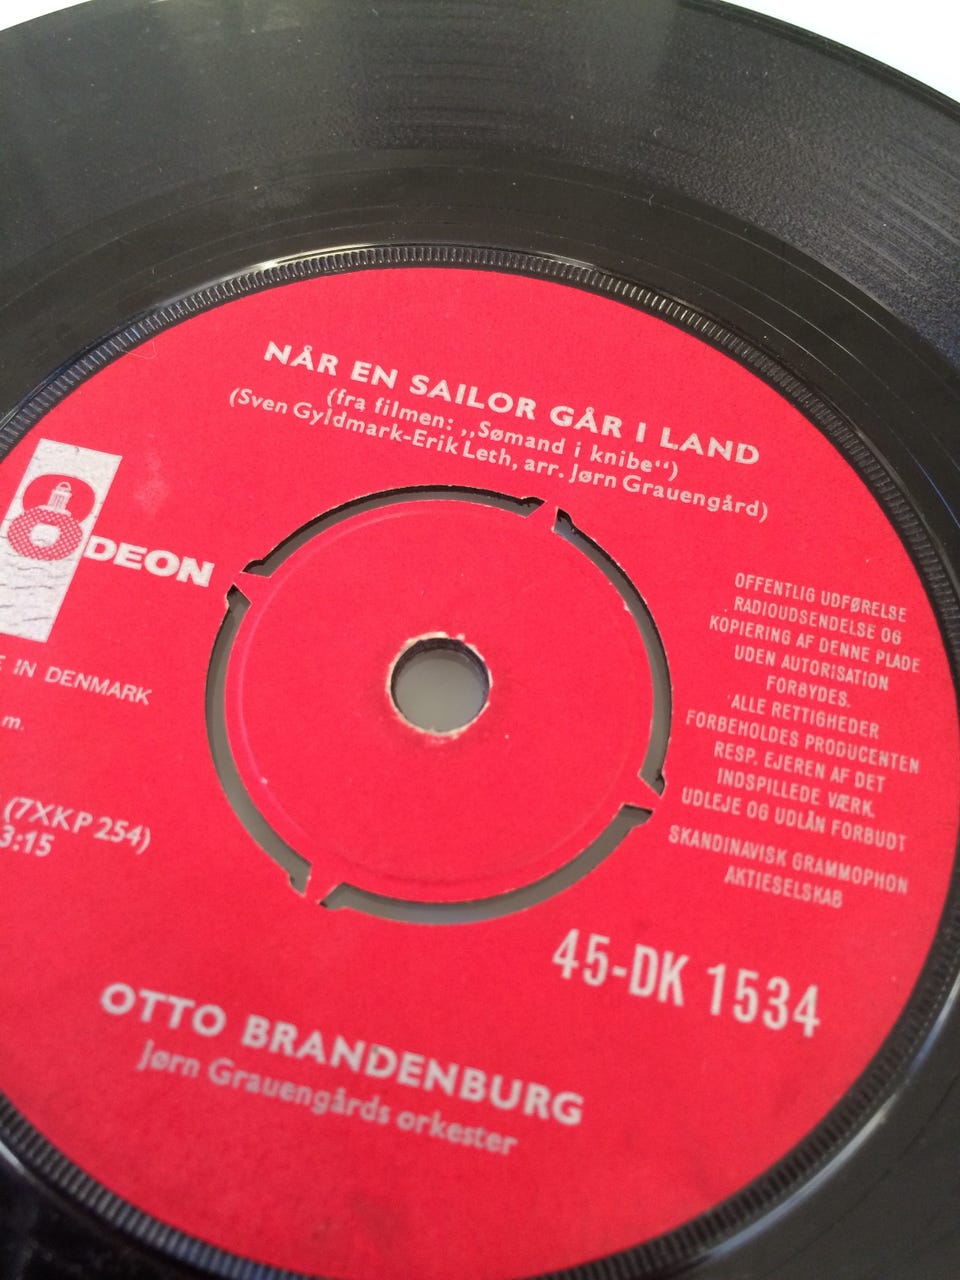 NÅR EN SAILOR GÅR I LAND
(fra filmen: „Sømand i knibe“)
(Sven Gyldmark-Erik Leth, arr. Jørn Grauengård)
ODEON
E IN DENMARK
m.
(7XKP 254)
3:15
OFFENTLIG UDFØRELSE
RADIOUDSENDELSE OG
KOPIERING AF DENNE PLADE
UDEN AUTORISATION
FORBYDES.
ALLE RETTIGHEDER
FORBEHOLDES PRODUCENTEN
RESP. EJEREN AF DET
INDSPILLEDE VÆRK.
UDLEJE OG UDLÅN FORBUDT
SKANDINAVISK GRAMMOPHON
AKTIESELSKAB
45-DK 1534
OTTO BRANDENBURG
Jørn Grauengårds orkester